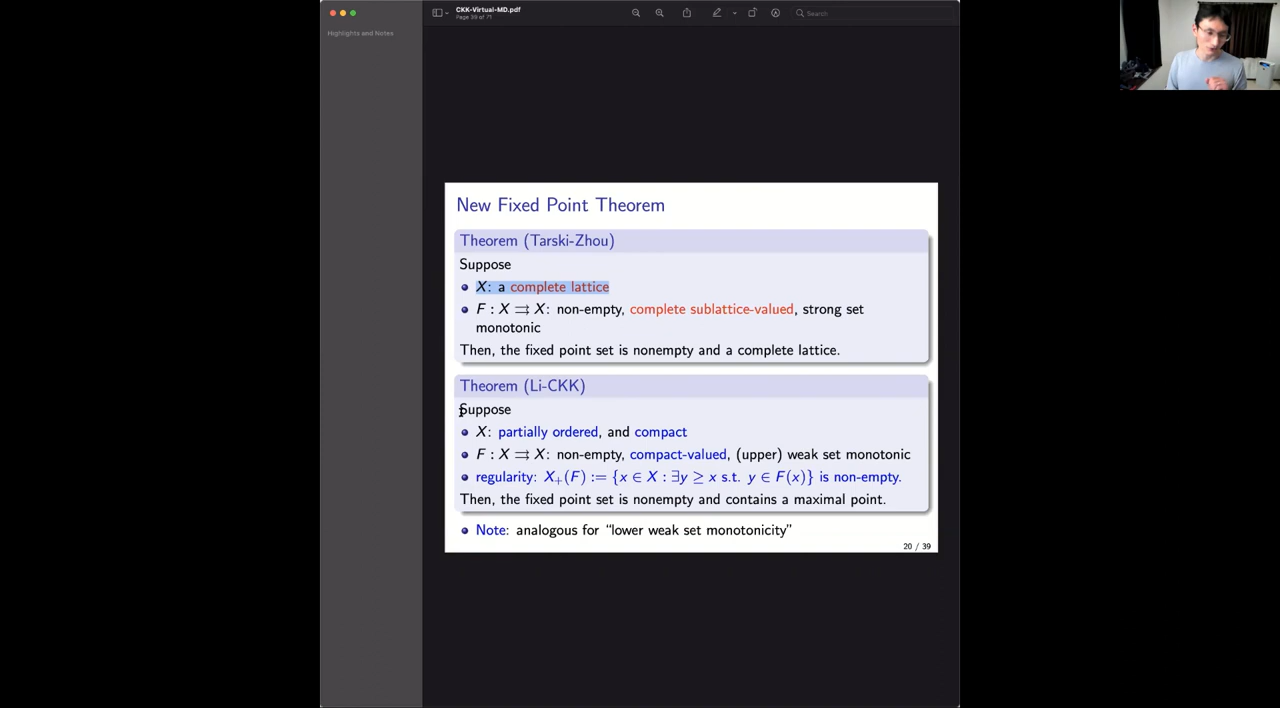 CKK-Virtual-MD.pdf
Page 39 of 71
Search
Highlights and Notes
New Fixed Point Theorem
Theorem (Tarski-Zhou)
Suppose
X: a complete lattice
F : X ⇉ X: non-empty, complete sublattice-valued, strong set
monotonic
Then, the fixed point set is nonempty and a complete lattice.
Theorem (Li-CKK)
Suppose
X: partially ordered, and compact
F : X ⇉ X: non-empty, compact-valued, (upper) weak set monotonic
regularity: X₊(F) := {x ∈ X : ∃y ≥ x s.t. y ∈ F(x)} is non-empty.
Then, the fixed point set is nonempty and contains a maximal point.
Note: analogous for “lower weak set monotonicity”
20 / 39